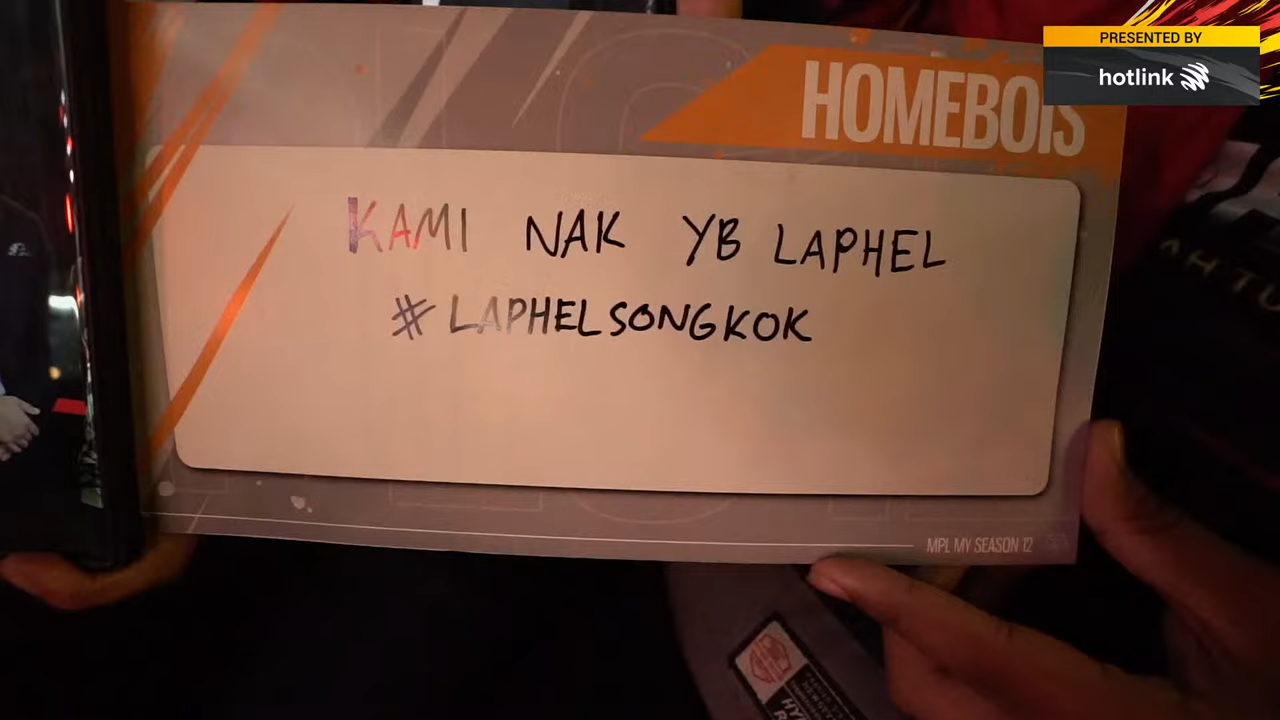 PRESENTED BY
hotlink
HOMEBOIS
KAMI NAK YB LAPHEL
#LAPHELSONGKOK
MPL MY SEASON 12